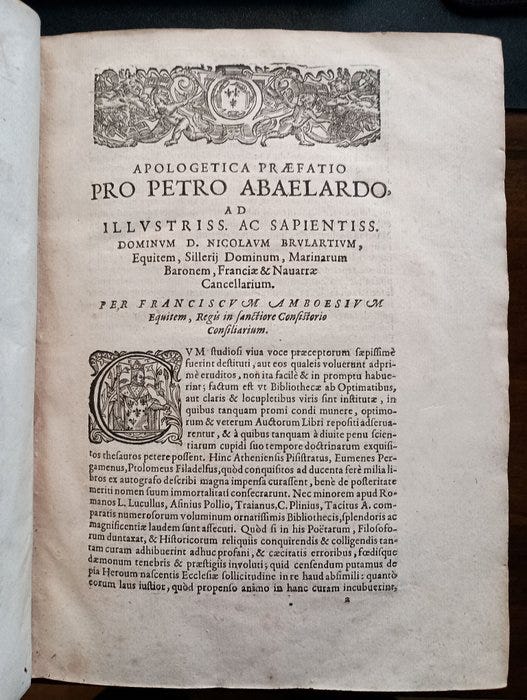 APOLOGETICA PRÆFATIO
PRO PETRO ABAELARDO,
AD
ILLVSTRISS. AC SAPIENTISS.
DOMINVM D. NICOLAVM BRVLARTIVM,
Equitem, Sillerij Dominum, Marinarum
Baronem, Franciæ & Nauarræ
Cancellarium.
PER FRANCISCVM AMBOESIVM
Equitem, Regis in sanctiore Consistorio
Consiliarium.
CVM studiosi viua voce præceptorum sæpissimè
fuerint destituti, aut eos qualeis voluerunt adpri-
mè eruditos, non ita facilè & in promptu habue-
rint; factum est vt Bibliothecæ ab Optimatibus,
aut claris & locupletibus viris sint institutæ, in
quibus tanquam promi condi munere, optimo-
rum & veterum Auctorum Libri repositi adserua-
rentur, & à quibus tanquam à diuite penu scien-
tiarum cupidi suo tempore doctrinarum exquisi-
tos thesauros petere possent. Hinc Atheniensis Pisistratus, Eumenes Per-
gamenus, Ptolomeus Filadelfus, quòd conquisitos ad ducenta ferè milia li-
bros ex autografo describi magna impensa curassent, benè de posteritate
meriti nomen suum immortalitati consecrarunt. Nec minorem apud Ro-
manos L. Lucullus, Asinius Pollio, Traianus, C. Plinius, Tacitus A. com-
paratis numerosorum voluminum ornatissimis Bibliothecis, splendoris ac
magnificentiæ laudem sunt assecuti. Quòd si in his Poëtarum, Filosofo-
rum duntaxat, & Historicorum reliquiis conquirendis & colligendis tan-
tam curam adhibuerint adhuc profani, & cæcitatis erroribus, fœdisque
dæmonum tenebris & præstigiis inuoluti; quid censendum putamus de
pia Heroum nascentis Ecclesiæ sollicitudine in re haud absimili: quantò
eorum laus iustior, quòd propenso animo in hanc curam incubuerint,
a